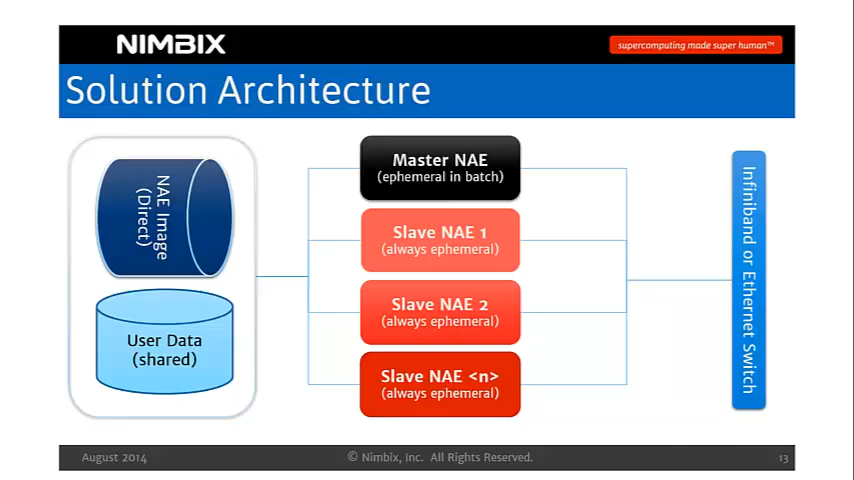 NIMBIX
supercomputing made super human™
Solution Architecture
NAE Image
(Direct)
User Data
(shared)
Master NAE
(ephemeral in batch)
Slave NAE 1
(always ephemeral)
Slave NAE 2
(always ephemeral)
Slave NAE <n>
(always ephemeral)
Infiniband or Ethernet Switch
August 2014
© Nimbix, Inc. All Rights Reserved.
13